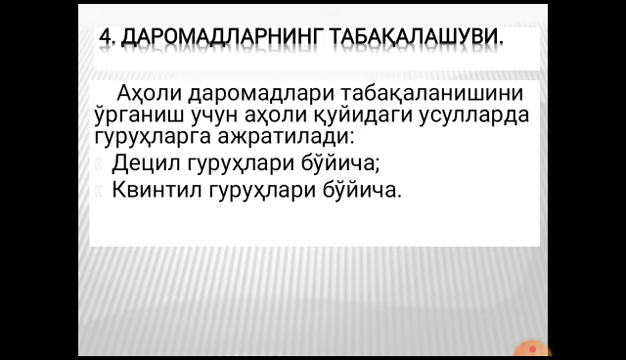 4. ДАРОМАДЛАРНИНГ ТАБАҚАЛАШУВИ.
Аҳоли даромадлари табақаланишини
ўрганиш учун аҳоли қуйидаги усулларда
гуруҳларга ажратилади:
Децил гуруҳлари бўйича;
Квинтил гуруҳлари бўйича.